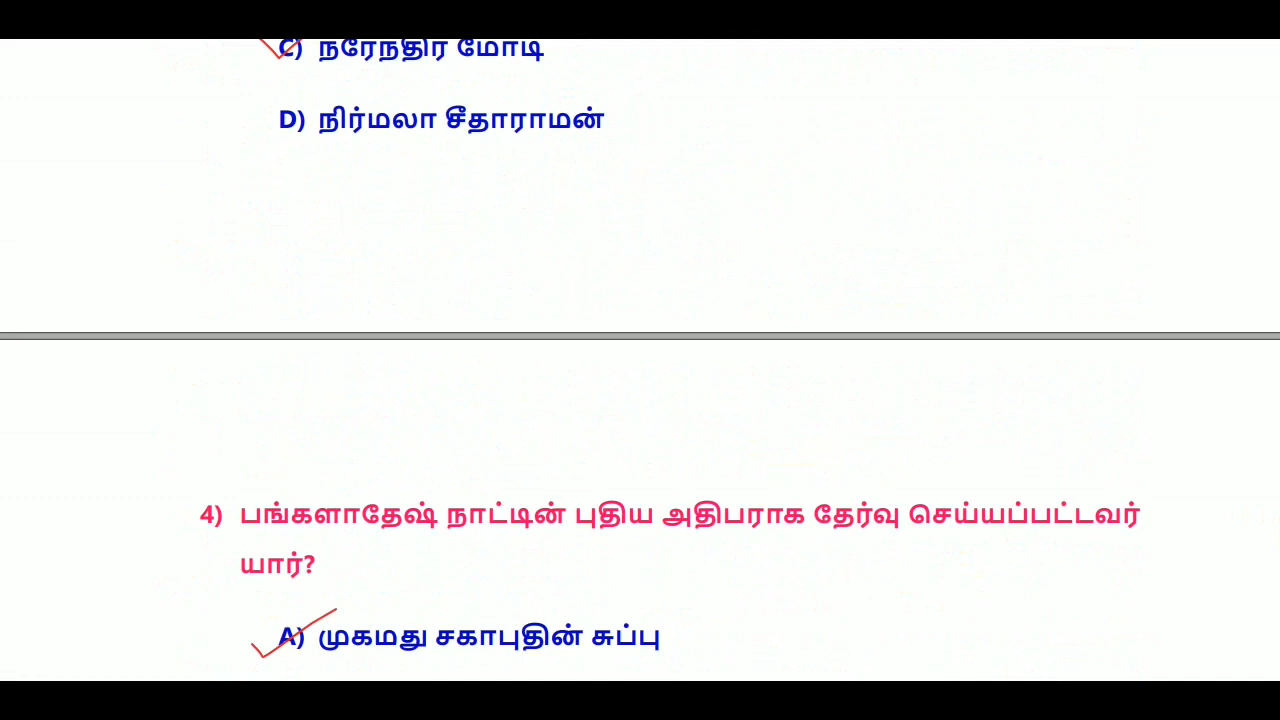 C) நரேந்திர மோடி
D) நிர்மலா சீதாராமன்
4) பங்களாதேஷ் நாட்டின் புதிய அதிபராக தேர்வு செய்யப்பட்டவர்
யார்?
A) முகமது சகாபுதின் சுப்பு